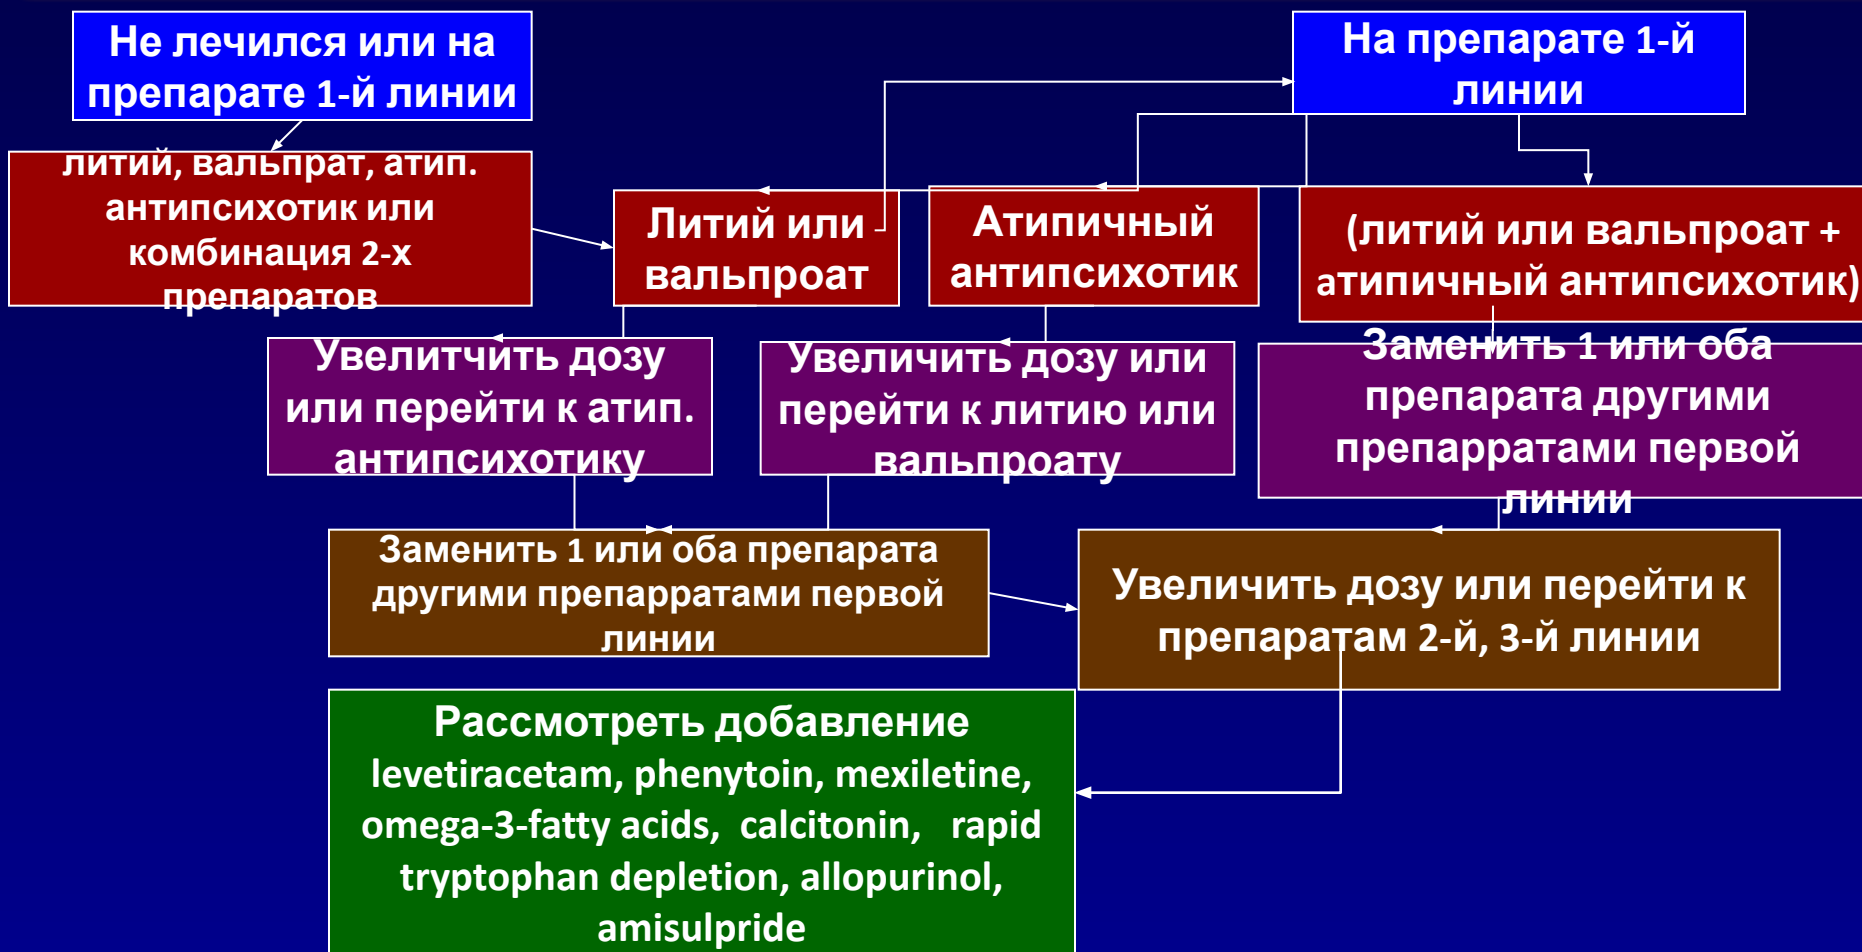 Не лечился или на
препарате 1-й линии
На препарате 1-й
линии
литий, вальпрат, атип.
антипсихотик или
комбинация 2-х
препаратов
Литий или
вальпроат
Атипичный
антипсихотик
(литий или вальпроат +
атипичный антипсихотик)
Увелитчить дозу
или перейти к атип.
антипсихотику
Увеличить дозу или
перейти к литию или
вальпроату
Заменить 1 или оба
препарата другими
препарратами первой
линии
Заменить 1 или оба препарата
другими препарратами первой
линии
Увеличить дозу или перейти к
препаратам 2-й, 3-й линии
Рассмотреть добавление
levetiracetam, phenytoin, mexiletine,
omega-3-fatty acids, calcitonin, rapid
tryptophan depletion, allopurinol,
amisulpride